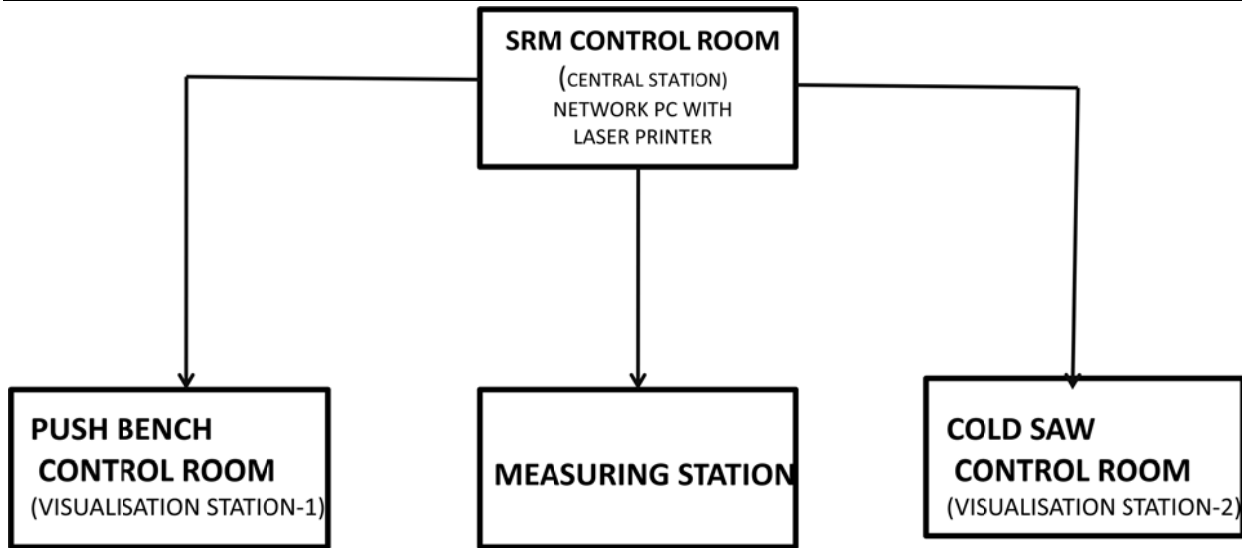 SRM CONTROL ROOM
(CENTRAL STATION)
NETWORK PC WITH
LASER PRINTER
PUSH BENCH
CONTROL ROOM
(VISUALISATION STATION-1)
MEASURING STATION
COLD SAW
CONTROL ROOM
(VISUALISATION STATION-2)